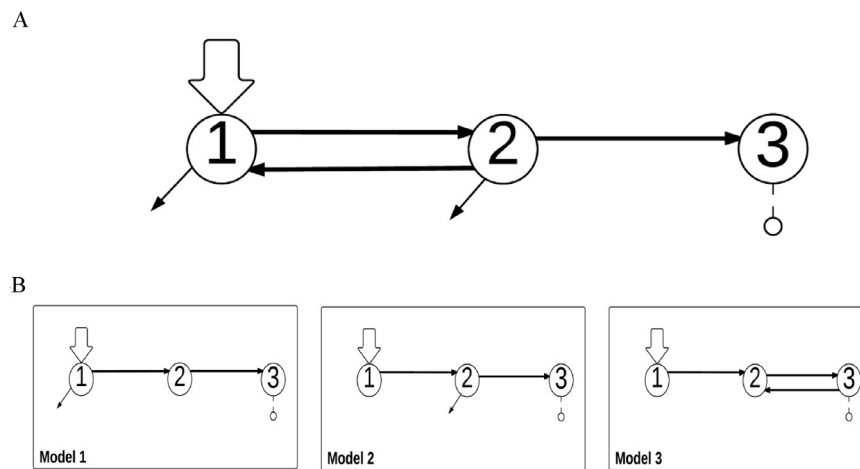 A
1 2 3
B
1 2 3
Model 1
1 2 3
Model 2
1 2 3
Model 3